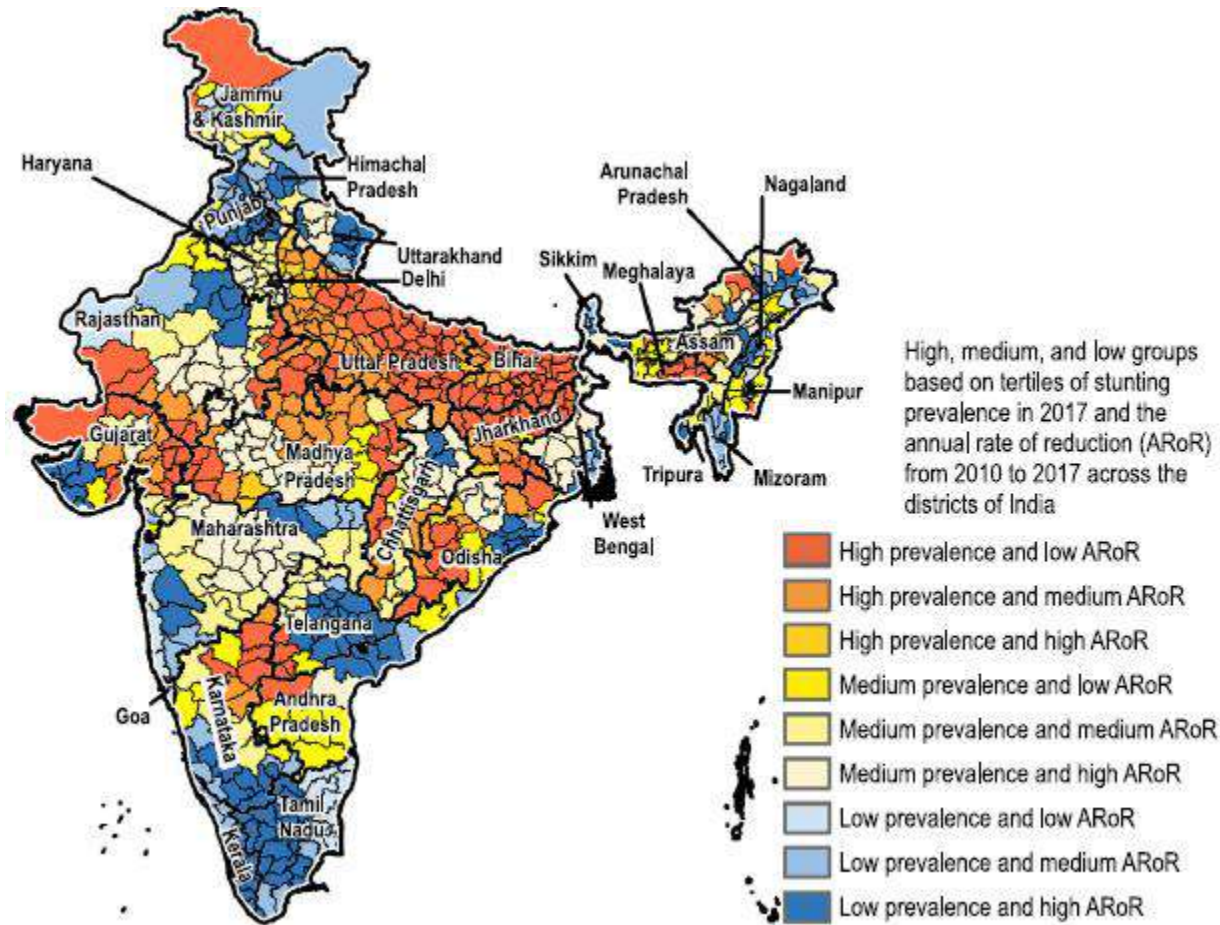 Jammu
& Kashmir
Haryana
Himachal
Pradesh
Punjab
Uttarakhand
Delhi
Rajasthan
Uttal Pradesh
Bihar
Sikkim
Meghalaya
Arunachal
Pradesh
Nagaland
Assam
Manipur
Tripura
Mizoram
Gujarat
Madhya
Pradesh
Jharkhand
Chhattisgarh
West
Bengal
Maharashtra
Odisha
Telangana
Goa
Karnataka
Andhra
Pradesh
Tamil
Nadu
Kerala
High, medium, and low groups
based on tertiles of stunting
prevalence in 2017 and the
annual rate of reduction (ARoR)
from 2010 to 2017 across the
districts of India
High prevalence and low ARoR
High prevalence and medium ARoR
High prevalence and high ARoR
Medium prevalence and low ARoR
Medium prevalence and medium ARoR
Medium prevalence and high ARoR
Low prevalence and low ARoR
Low prevalence and medium ARoR
Low prevalence and high ARoR